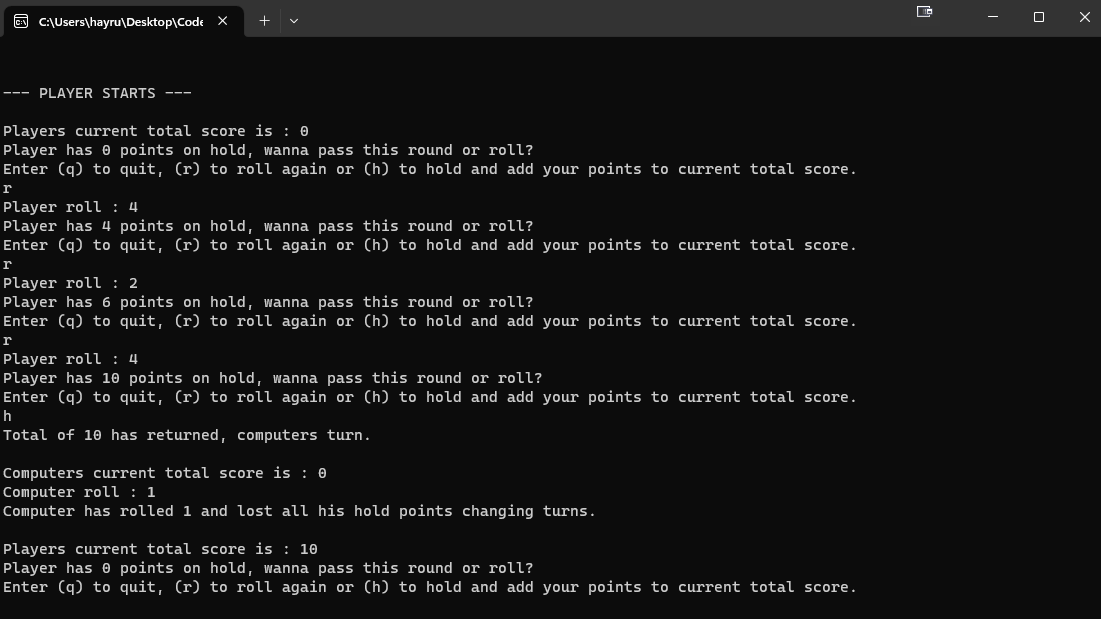 C:\Users\hayru\Desktop\Code
--- PLAYER STARTS ---
Players current total score is : 0
Player has 0 points on hold, wanna pass this round or roll?
Enter (q) to quit, (r) to roll again or (h) to hold and add your points to current total score.
r
Player roll : 4
Player has 4 points on hold, wanna pass this round or roll?
Enter (q) to quit, (r) to roll again or (h) to hold and add your points to current total score.
r
Player roll : 2
Player has 6 points on hold, wanna pass this round or roll?
Enter (q) to quit, (r) to roll again or (h) to hold and add your points to current total score.
r
Player roll : 4
Player has 10 points on hold, wanna pass this round or roll?
Enter (q) to quit, (r) to roll again or (h) to hold and add your points to current total score.
h
Total of 10 has returned, computers turn.
Computers current total score is : 0
Computer roll : 1
Computer has rolled 1 and lost all his hold points changing turns.
Players current total score is : 10
Player has 0 points on hold, wanna pass this round or roll?
Enter (q) to quit, (r) to roll again or (h) to hold and add your points to current total score.